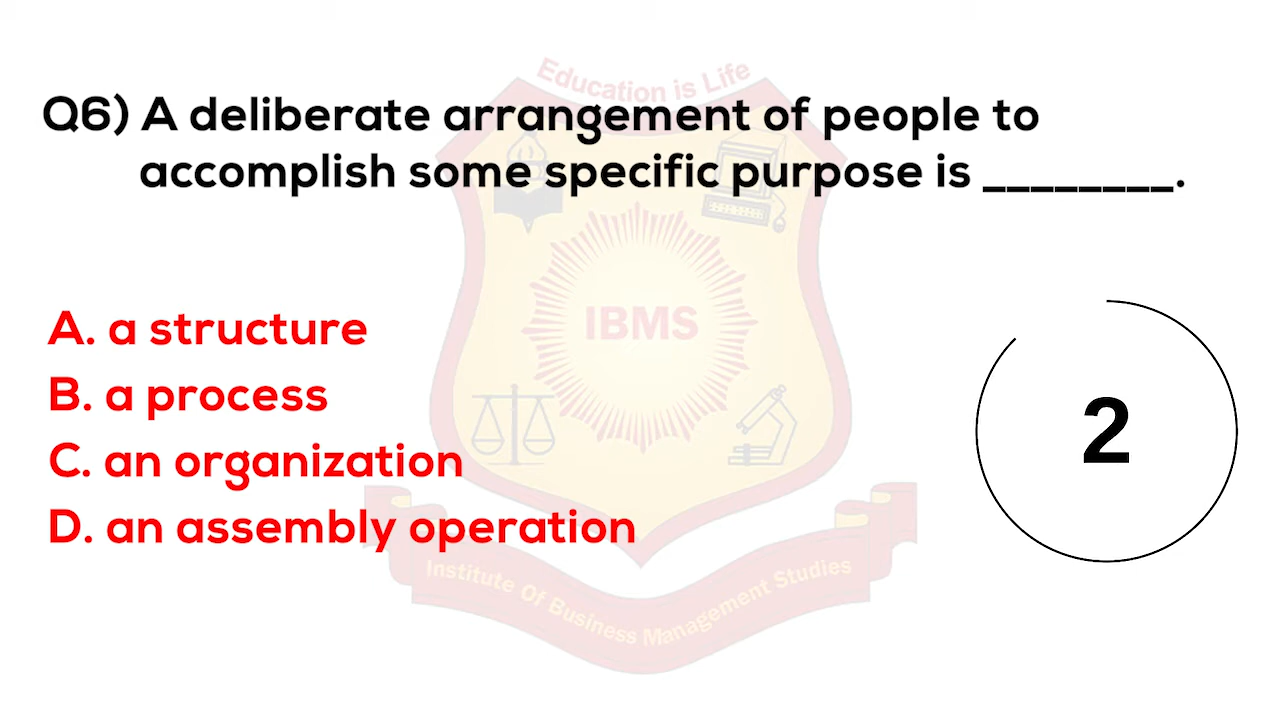 Education is Life
Q6) A deliberate arrangement of people to
accomplish some specific purpose is ________.
IBMS
A. a structure
B. a process
C. an organization
D. an assembly operation
2
Institute Of Business Management Studies